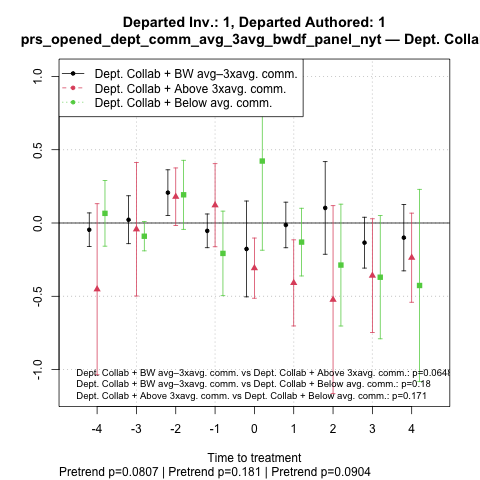 Departed Inv.: 1, Departed Authored: 1
prs_opened_dept_comm_avg_3avg_bwdf_panel_nyt — Dept. Colla
Dept. Collab + BW avg–3xavg. comm.
Dept. Collab + Above 3xavg. comm.
Dept. Collab + Below avg. comm.
1.0
0.5
0.0
-0.5
-1.0
Dept. Collab + BW avg–3xavg. comm. vs Dept. Collab + Above 3xavg. comm.: p=0.0648
Dept. Collab + BW avg–3xavg. comm. vs Dept. Collab + Below avg. comm.: p=0.18
Dept. Collab + Above 3xavg. comm. vs Dept. Collab + Below avg. comm.: p=0.171
-4 -3 -2 -1 0 1 2 3 4
Time to treatment
Pretrend p=0.0807 | Pretrend p=0.181 | Pretrend p=0.0904